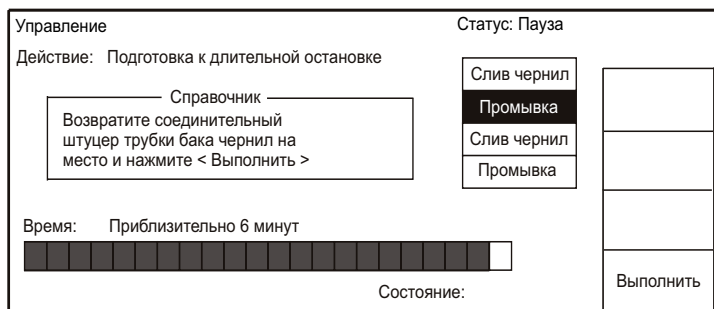 Управление
Статус: Пауза
Действие: Подготовка к длительной остановке
Слив чернил
Промывка
Слив чернил
Промывка
Справочник
Возвратите соединительный
штуцер трубки бака чернил на
место и нажмите < Выполнить >
Время: Приблизительно 6 минут
Выполнить
Состояние: